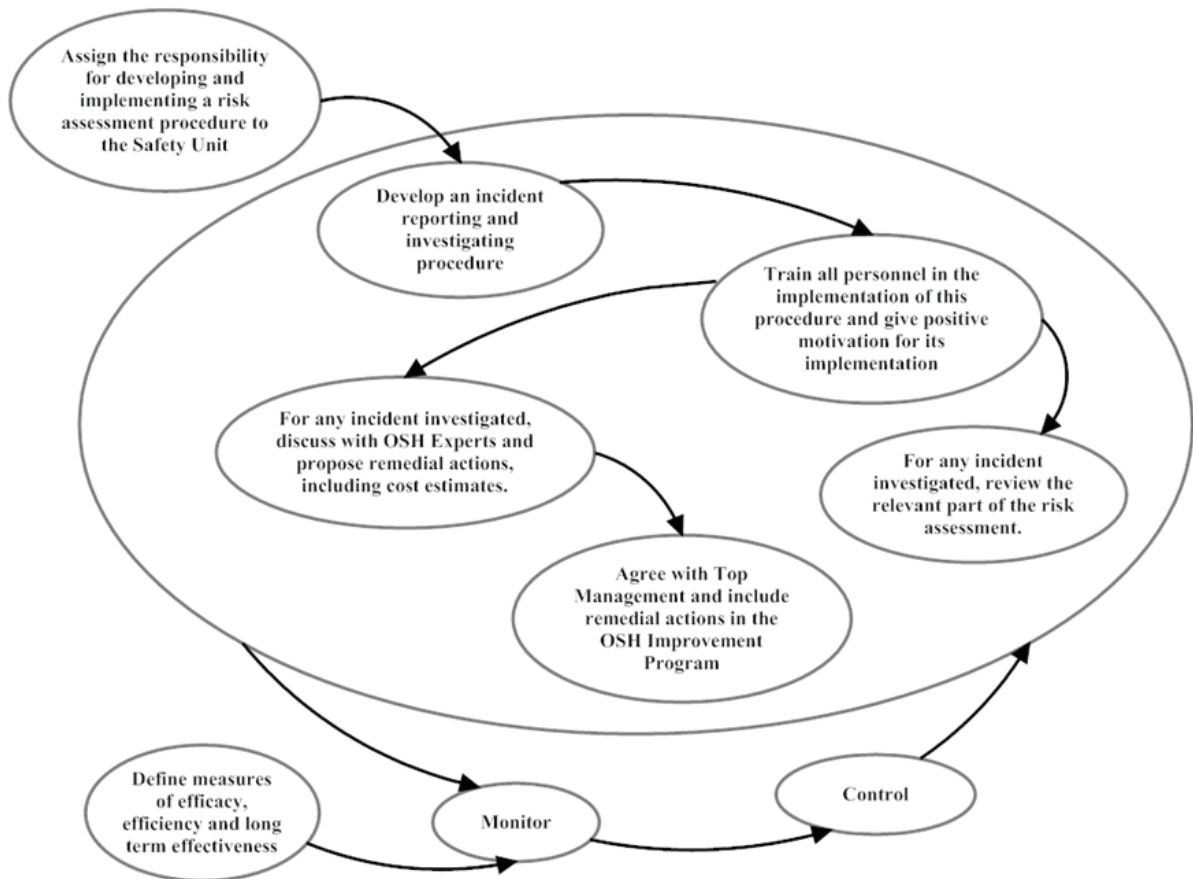 Assign the responsibility
for developing and
implementing a risk
assessment procedure to
the Safety Unit
Develop an incident
reporting and
investigating
procedure
Train all personnel in the
implementation of this
procedure and give positive
motivation for its
implementation
For any incident investigated,
discuss with OSH Experts and
propose remedial actions,
including cost estimates.
For any incident
investigated, review the
relevant part of the risk
assessment.
Agree with Top
Management and include
remedial actions in the
OSH Improvement
Program
Define measures
of efficacy,
efficiency and long
term effectiveness
Monitor
Control